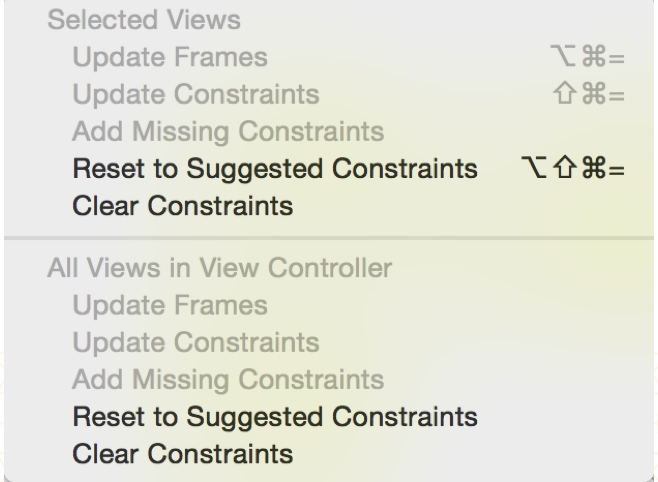 Selected Views
Update Frames ⌥⌘=
Update Constraints ⇧⌘=
Add Missing Constraints
Reset to Suggested Constraints ⌥⇧⌘=
Clear Constraints
All Views in View Controller
Update Frames
Update Constraints
Add Missing Constraints
Reset to Suggested Constraints
Clear Constraints